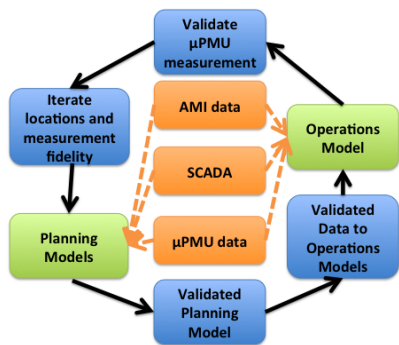 Validate
µPMU
measurement
Iterate
locations and
measurement
fidelity
AMI data
Operations
Model
SCADA
Planning
Models
µPMU data
Validated
Data to
Operations
Models
Validated
Planning
Model